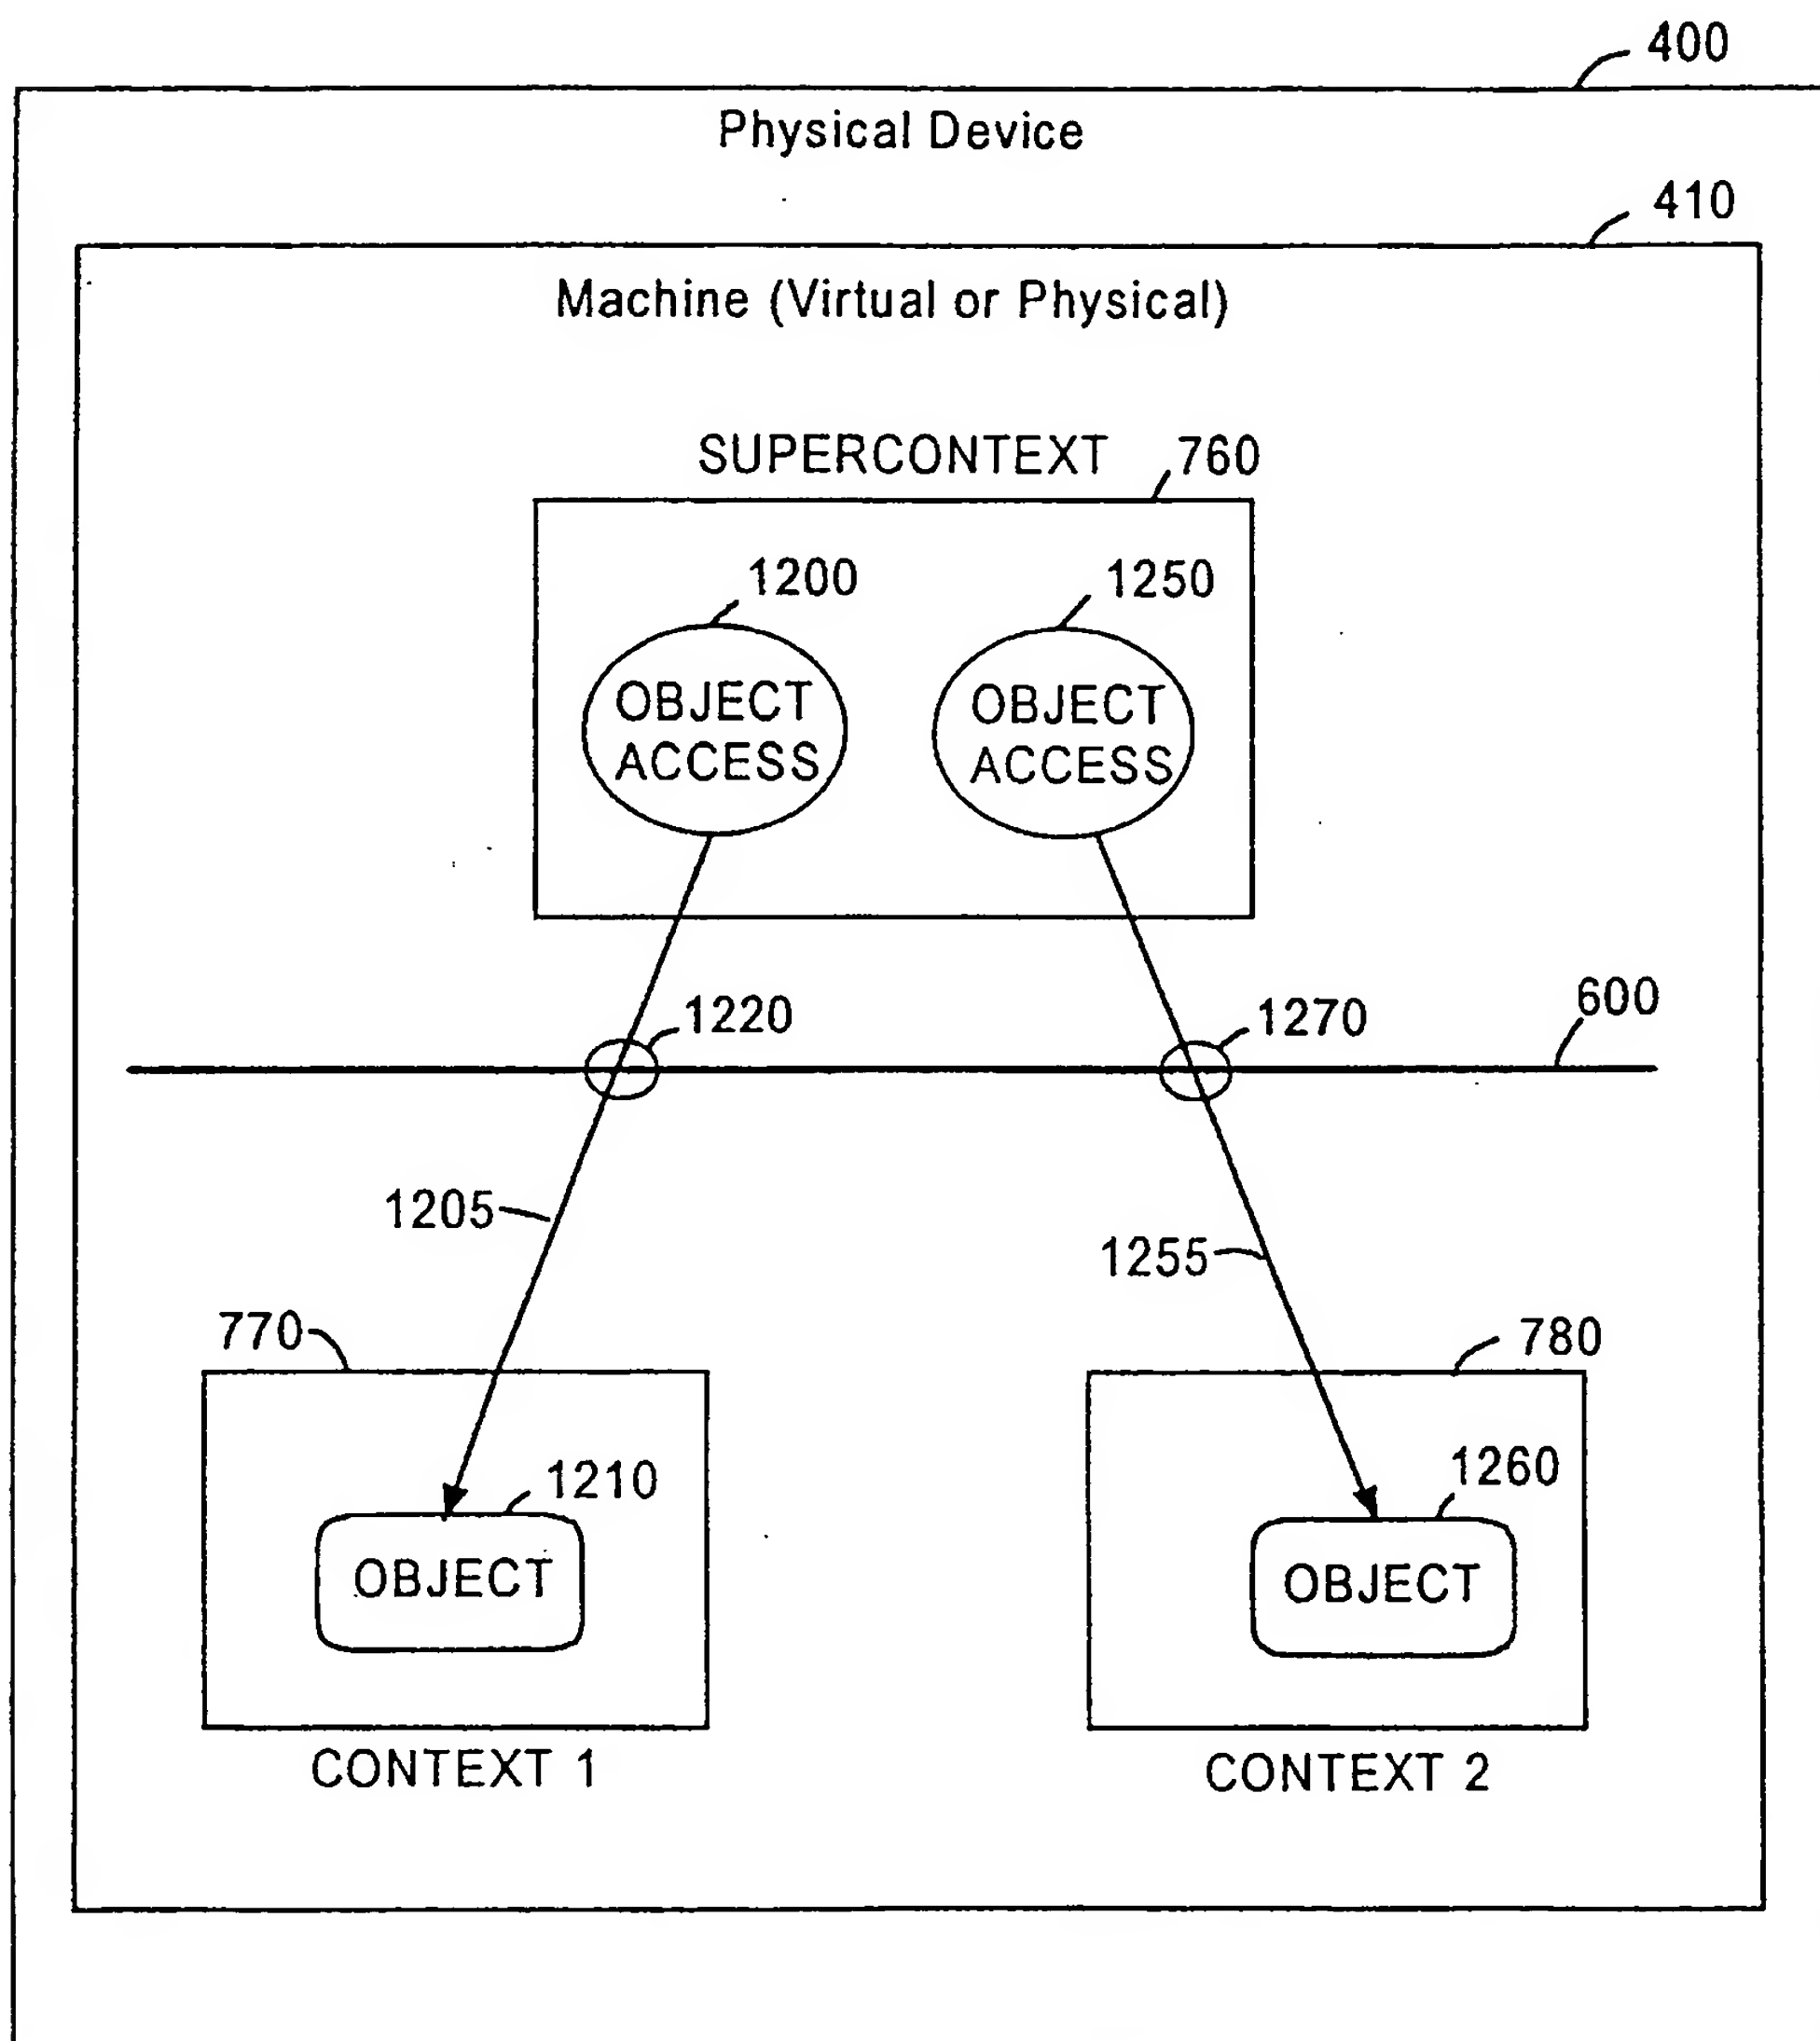 400
Physical Device
410
Machine (Virtual or Physical)
SUPERCONTEXT
760
1200
1250
OBJECT
ACCESS
OBJECT
ACCESS
1220
1270
600
1205
1255
770
780
1210
1260
OBJECT
OBJECT
CONTEXT 1
CONTEXT 2